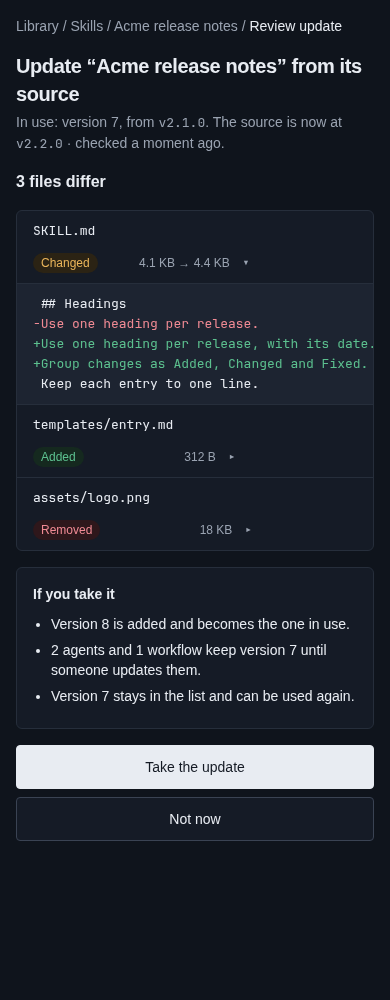 Library / Skills / Acme release notes / Review update
Update “Acme release notes” from its
source
In use: version 7, from v2.1.0. The source is now at
v2.2.0 · checked a moment ago.
3 files differ
SKILL.md
Changed 4.1 KB → 4.4 KB ▾
## Headings
-Use one heading per release.
+Use one heading per release, with its date.
+Group changes as Added, Changed and Fixed.
Keep each entry to one line.
templates/entry.md
Added 312 B ▸
assets/logo.png
Removed 18 KB ▸
If you take it
• Version 8 is added and becomes the one in use.
• 2 agents and 1 workflow keep version 7 until
someone updates them.
• Version 7 stays in the list and can be used again.
Take the update
Not now